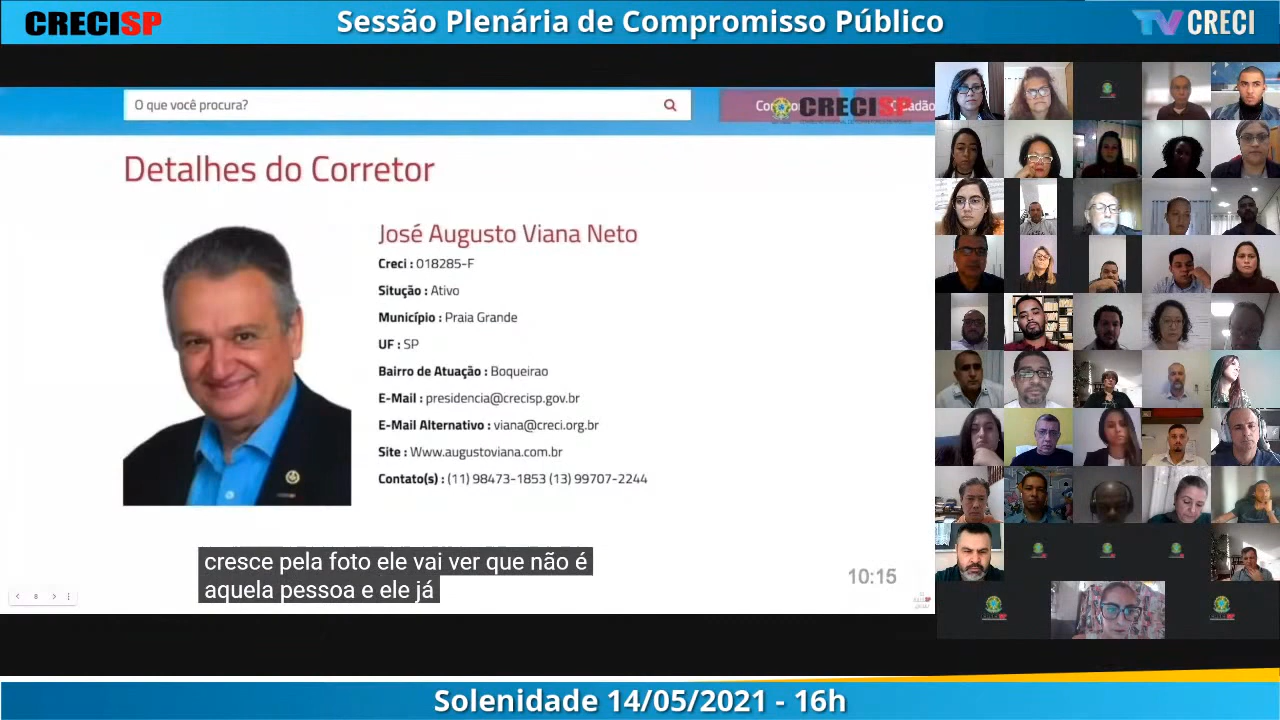 CRECISP
Sessão Plenária de Compromisso Público
TV CRECI
O que você procura?
CRECISP
Detalhes do Corretor
José Augusto Viana Neto
Creci : 018285-F
Situção : Ativo
Município : Praia Grande
UF : SP
Bairro de Atuação : Boqueirao
E-Mail : presidencia@crecisp.gov.br
E-Mail Alternativo : viana@creci.org.br
Site : Www.augustoviana.com.br
Contato(s) : (11) 98473-1853 (13) 99707-2244
cresce pela foto ele vai ver que não é
aquela pessoa e ele já
10:15
8
Solenidade 14/05/2021 - 16h